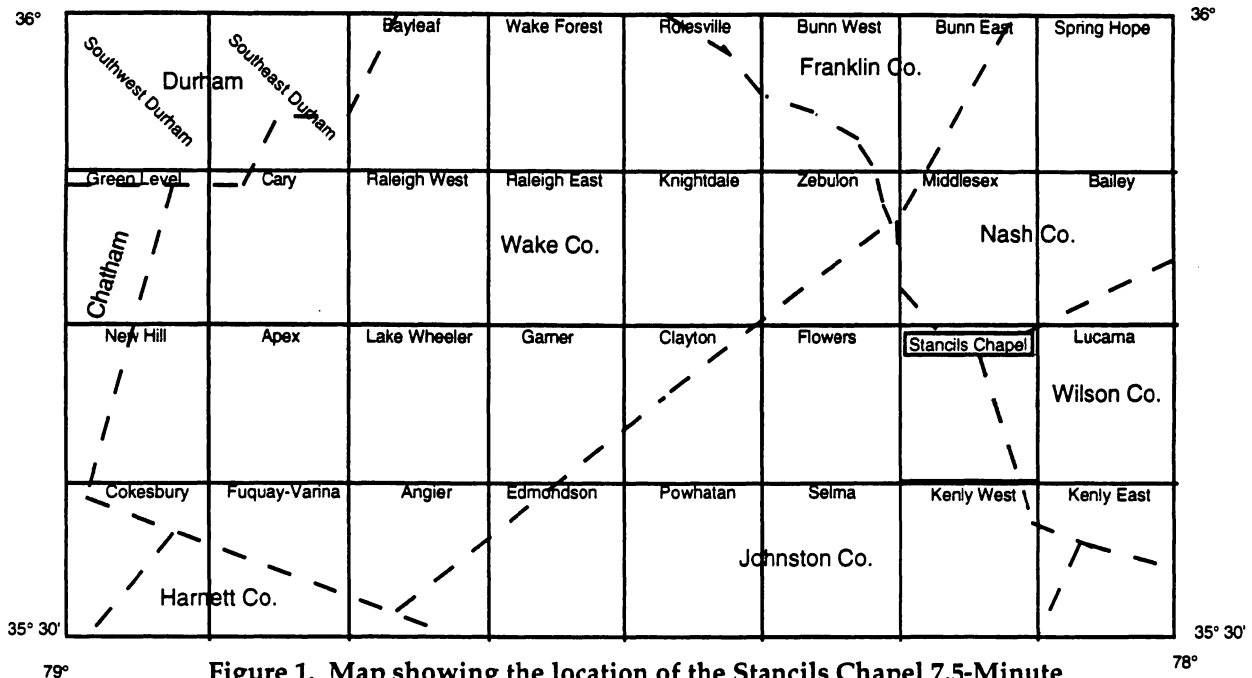 36°
36°
Bayleaf
Wake Forest
Rolesville
Bunn West
Bunn East
Spring Hope
Southwest Durham
Durham
Southeast Durham
Franklin Co.
Green Level
Cary
Raleigh West
Raleigh East
Knightdale
Zebulon
Middlesex
Bailey
Chatham
Wake Co.
Nash Co.
New Hill
Apex
Lake Wheeler
Garner
Clayton
Flowers
Stancils Chapel
Lucama
Wilson Co.
Cokesbury
Fuquay-Varina
Angier
Edmondson
Powhatan
Selma
Kenly West
Kenly East
Harnett Co.
Johnston Co.
35° 30'
35° 30'
79°
78°
Figure 1. Map showing the location of the Stancils Chapel 7.5-Minute